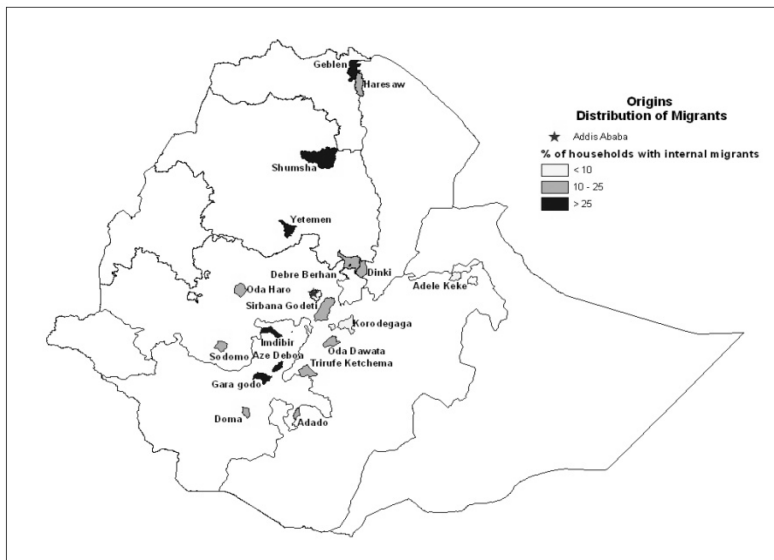 Geblen
Haresaw
Origins
Distribution of Migrants
Addis Ababa
% of households with internal migrants
< 10
10 - 25
> 25
Shumsha
Yetemen
Debre Berhan
Dinki
Adele Keke
Oda Haro
Sirbana Godeti
Korodegaga
Imdibir
Oda Dawata
Sodomo
Aze Deboa
Trirufe Ketchema
Gara godo
Doma
Adado